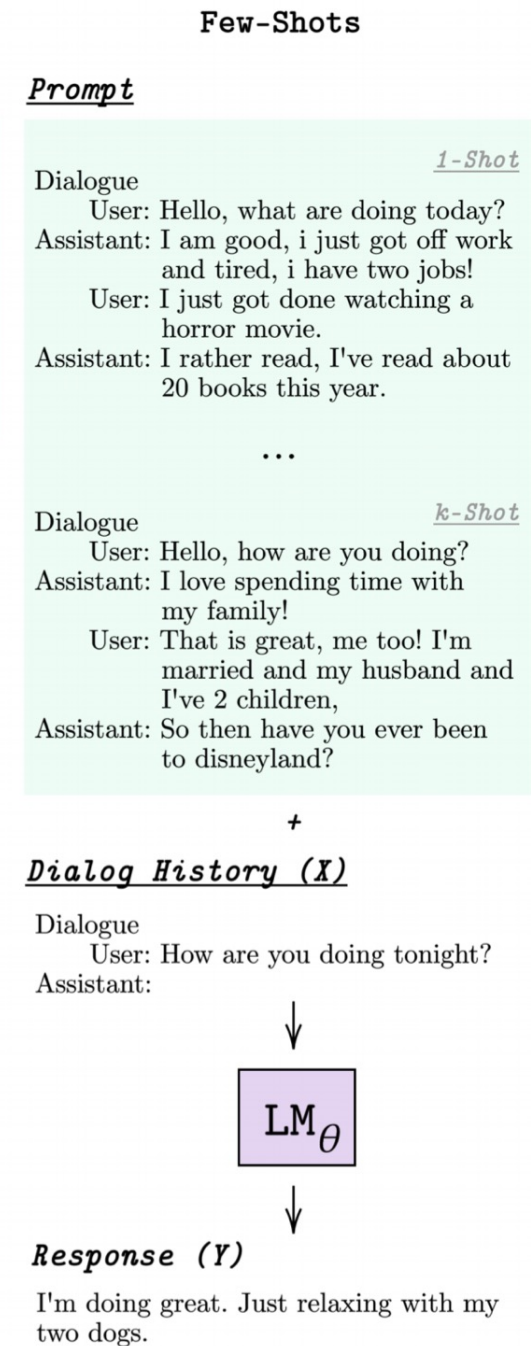 Few-Shots
Prompt
1-Shot
Dialogue
User: Hello, what are doing today?
Assistant: I am good, i just got off work
and tired, i have two jobs!
User: I just got done watching a
horror movie.
Assistant: I rather read, I've read about
20 books this year.
...
k-Shot
Dialogue
User: Hello, how are you doing?
Assistant: I love spending time with
my family!
User: That is great, me too! I'm
married and my husband and
I've 2 children,
Assistant: So then have you ever been
to disneyland?
+
Dialog History (X)
Dialogue
User: How are you doing tonight?
Assistant:
LMθ
Response (Y)
I'm doing great. Just relaxing with my
two dogs.